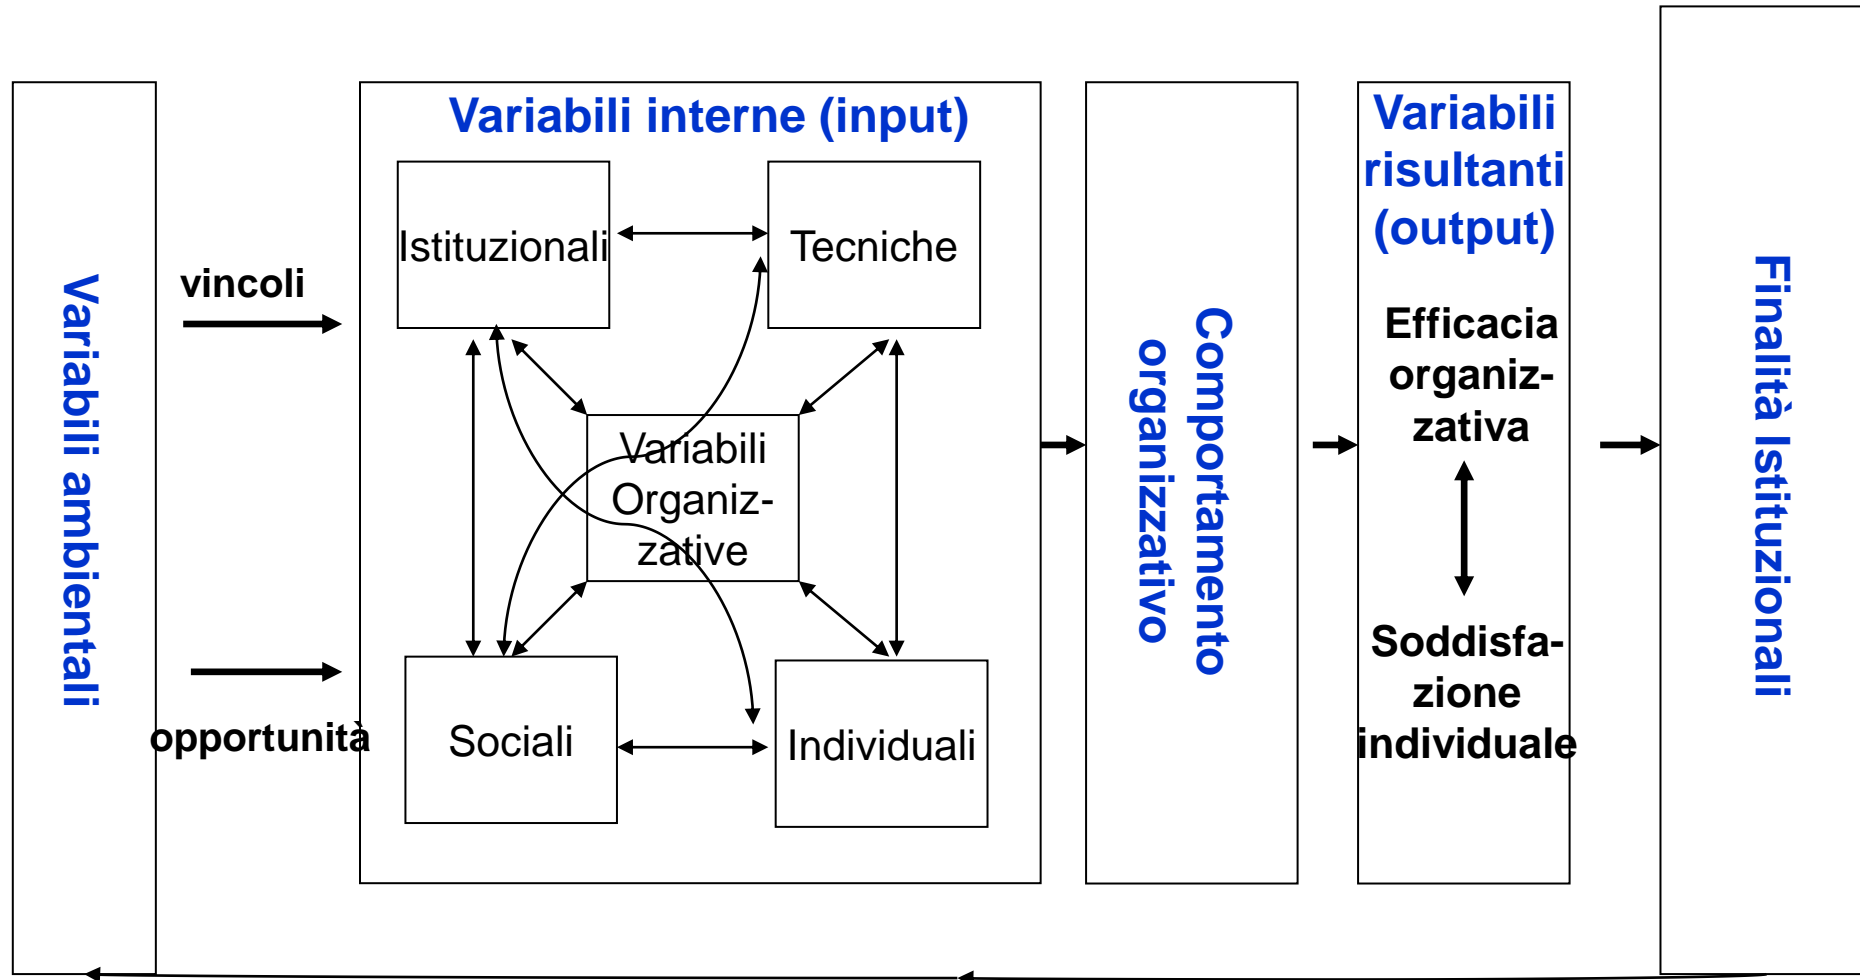 Variabili ambientali
vincoli
opportunità
Variabili interne (input)
Istituzionali
Tecniche
Variabili
Organiz-
zative
Sociali
Individuali
Comportamento
organizzativo
Variabili
risultanti
(output)
Efficacia
organiz-
zativa
Soddisfa-
zione
individuale
Finalità Istituzionali